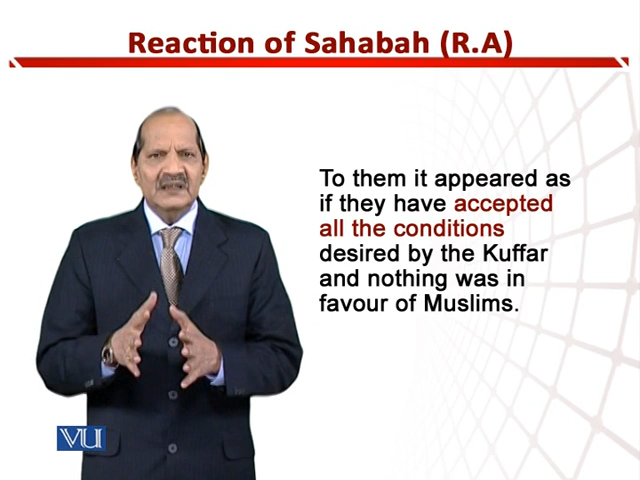 Reaction of Sahabah (R.A)
To them it appeared as
if they have accepted
all the conditions
desired by the Kuffar
and nothing was in
favour of Muslims.
VU